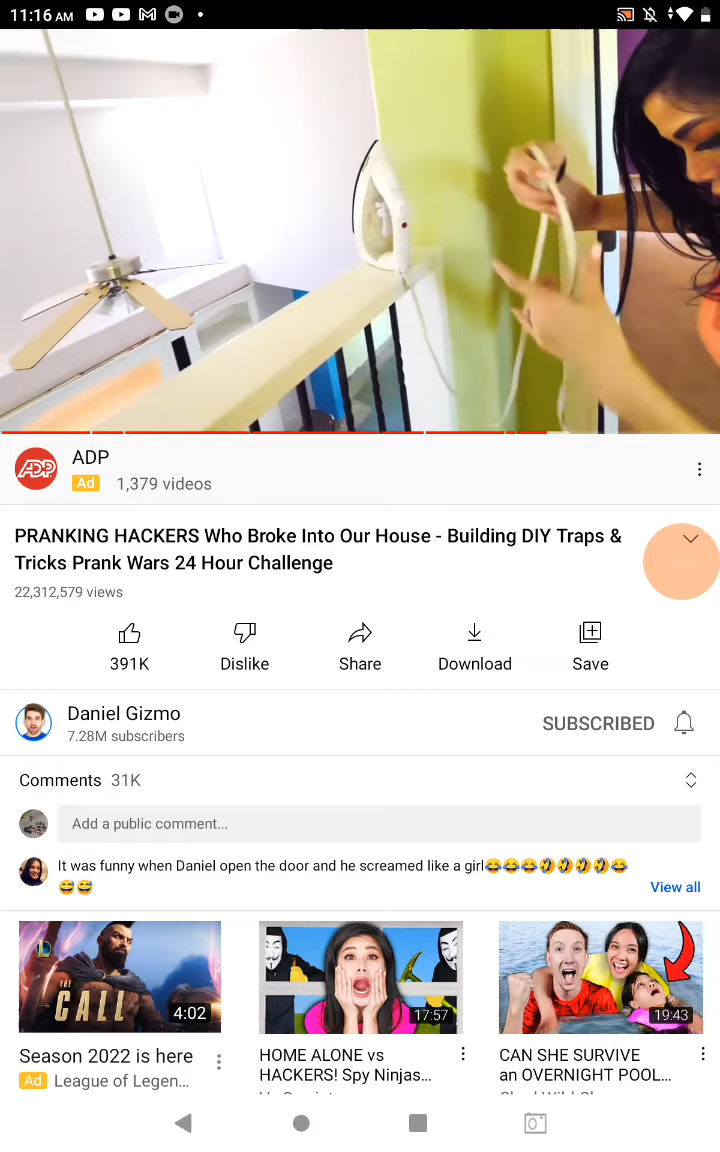 11:16 AM
ADP
ADP
Ad 1,379 videos
PRANKING HACKERS Who Broke Into Our House - Building DIY Traps &
Tricks Prank Wars 24 Hour Challenge
22,312,579 views
391K Dislike Share Download Save
Daniel Gizmo
7.28M subscribers
SUBSCRIBED
Comments 31K
Add a public comment...
It was funny when Daniel open the door and he screamed like a girl😂😂😂🤣🤣🤣🤣😂
😅😅
View all
THE
CALL
4:02
17:57
19:43
Season 2022 is here
Ad League of Legen...
HOME ALONE vs
HACKERS! Spy Ninjas...
CAN SHE SURVIVE
an OVERNIGHT POOL...